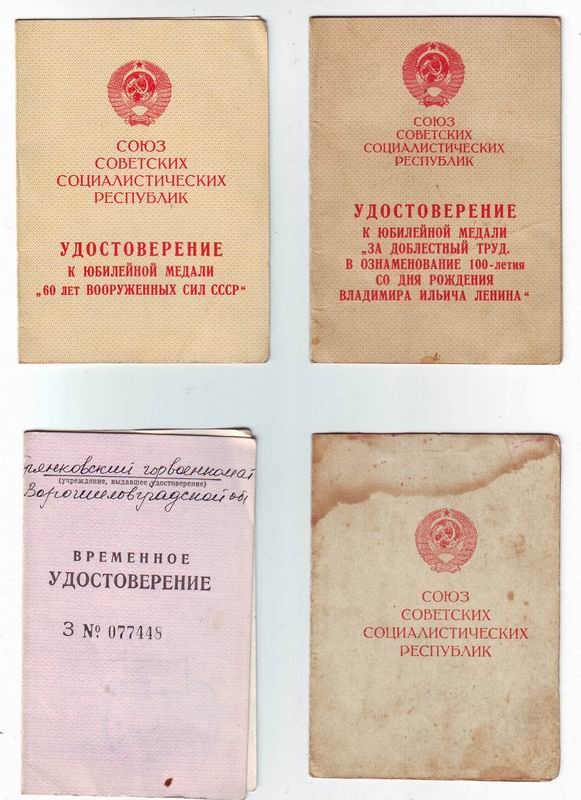 СОЮЗ
СОВЕТСКИХ
СОЦИАЛИСТИЧЕСКИХ
РЕСПУБЛИК
УДОСТОВЕРЕНИЕ
К ЮБИЛЕЙНОЙ МЕДАЛИ
„60 ЛЕТ ВООРУЖЕННЫХ СИЛ СССР“
СОЮЗ
СОВЕТСКИХ
СОЦИАЛИСТИЧЕСКИХ
РЕСПУБЛИК
УДОСТОВЕРЕНИЕ
К ЮБИЛЕЙНОЙ МЕДАЛИ
„ЗА ДОБЛЕСТНЫЙ ТРУД.
В ОЗНАМЕНОВАНИЕ 100-летия
СО ДНЯ РОЖДЕНИЯ
ВЛАДИМИРА ИЛЬИЧА ЛЕНИНА“
рянковский горвоенкомат
(учреждение, выдавшее удостоверение)
Ворошиловградской
ВРЕМЕННОЕ
УДОСТОВЕРЕНИЕ
З № 077448
СОЮЗ
СОВЕТСКИХ
СОЦИАЛИСТИЧЕСКИХ
РЕСПУБЛИК